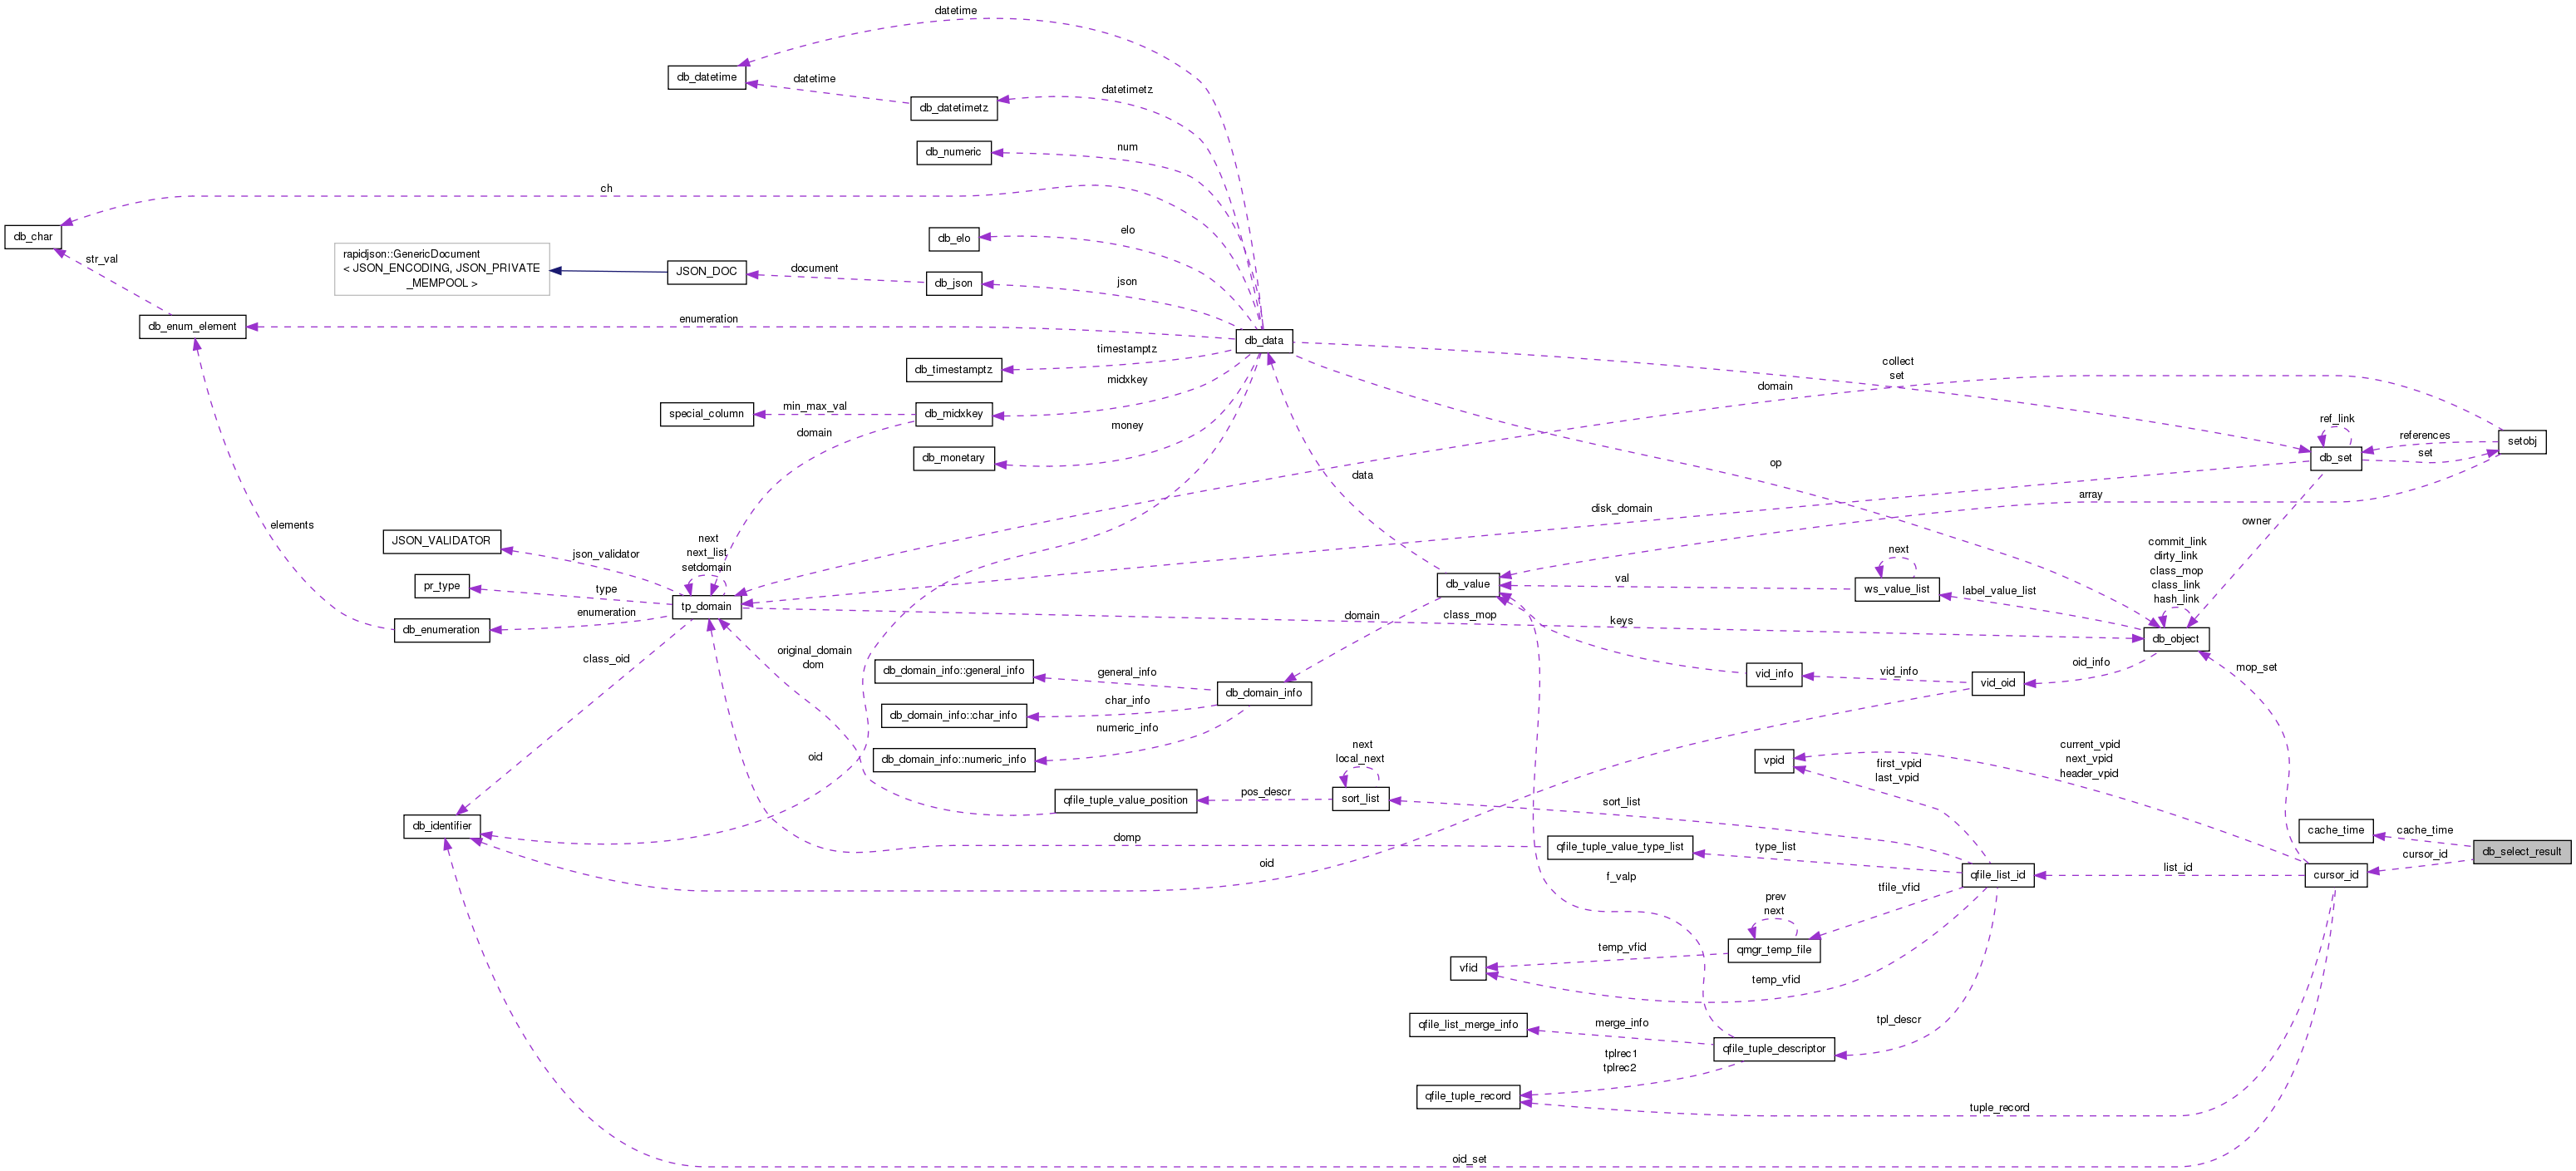 datetime
db_datetime
datetime
db_datetimetz
datetimetz
db_numeric
num
ch
db_char
str_val
rapidjson::GenericDocument
< JSON_ENCODING, JSON_PRIVATE
_MEMPOOL >
JSON_DOC
document
db_elo
elo
db_json
json
db_enum_element
enumeration
db_data
db_timestamptz
timestamptz
special_column
min_max_val
db_midxkey
midxkey
domain
db_monetary
money
collect
set
domain
ref_link
references
setobj
db_set
set
op
data
array
disk_domain
owner
elements
JSON_VALIDATOR
json_validator
next
next_list
setdomain
pr_type
type
tp_domain
enumeration
db_enumeration
commit_link
dirty_link
class_mop
class_link
hash_link
next
db_value
val
ws_value_list
label_value_list
domain
class_mop
keys
db_object
class_oid
original_domain
dom
db_domain_info::general_info
general_info
db_domain_info
char_info
db_domain_info::char_info
numeric_info
db_domain_info::numeric_info
vid_info
vid_info
vid_oid
oid_info
mop_set
oid
next
local_next
vpid
current_vpid
next_vpid
header_vpid
first_vpid
last_vpid
qfile_tuple_value_position
pos_descr
sort_list
sort_list
db_identifier
domp
oid
qfile_tuple_value_type_list
type_list
cache_time
cache_time
db_select_result
cursor_id
f_valp
qfile_list_id
list_id
cursor_id
tfile_vfid
prev
next
qmgr_temp_file
temp_vfid
vfid
temp_vfid
qfile_list_merge_info
merge_info
tpl_descr
qfile_tuple_descriptor
tplrec1
tplrec2
qfile_tuple_record
tuple_record
oid_set